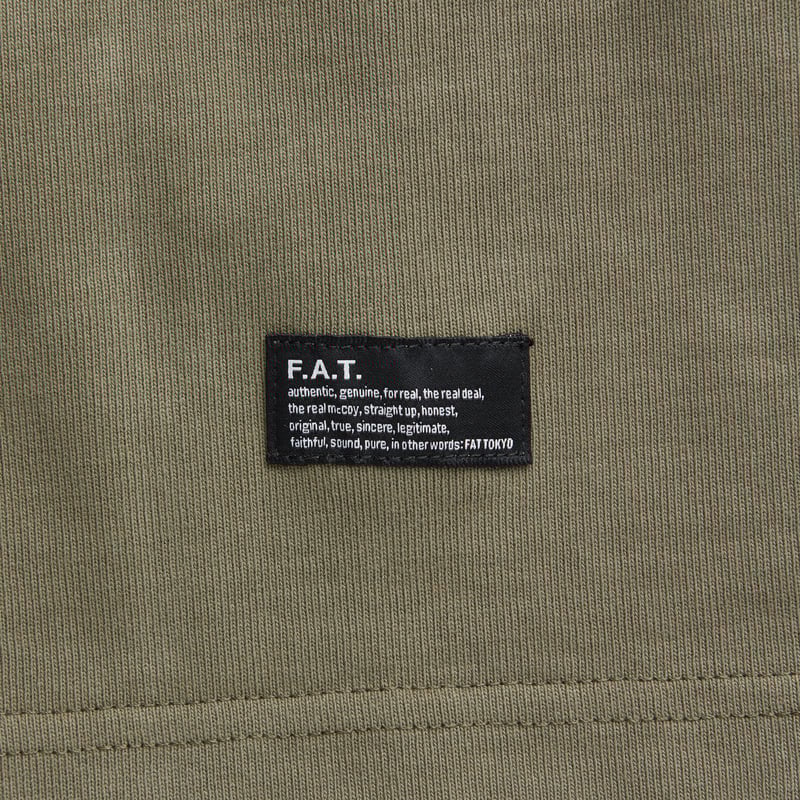 F.A.T.
authentic, genuine, for real, the real deal,
the real mcCoy, straight up, honest,
original, true, sincere, legitimate,
faithful, sound, pure, in other words: FAT TOKYO